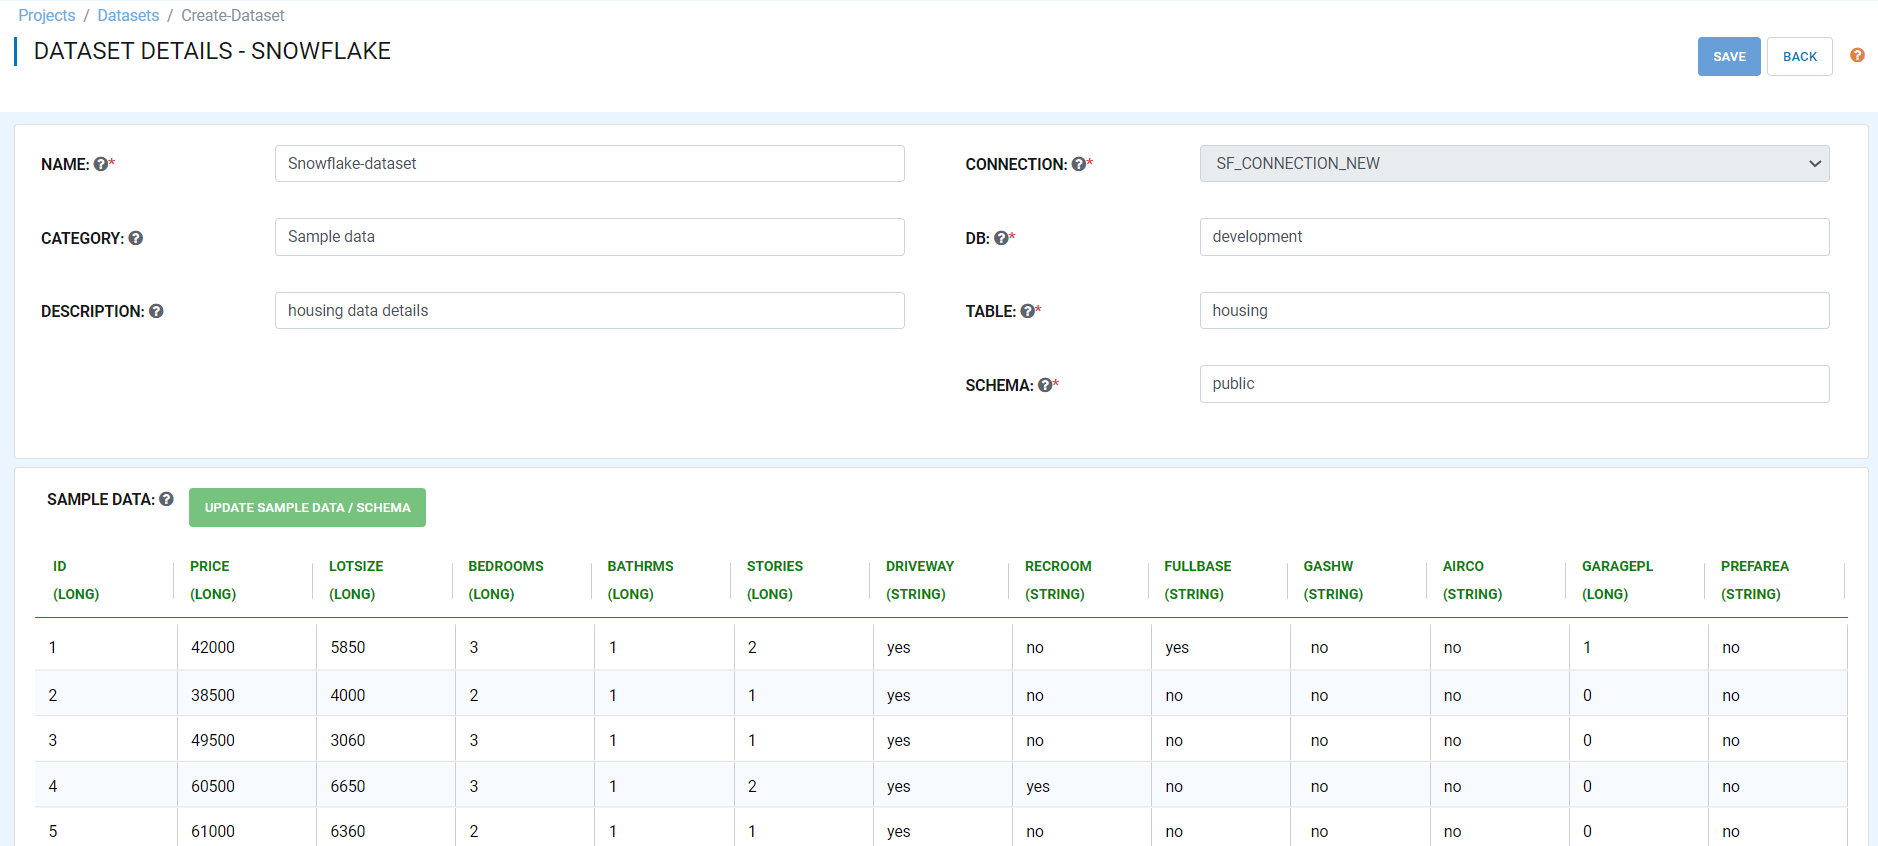 Projects / Datasets / Create-Dataset
DATASET DETAILS - SNOWFLAKE
SAVE BACK
NAME: * Snowflake-dataset CONNECTION: * SF_CONNECTION_NEW
CATEGORY: Sample data DB: * development
DESCRIPTION: housing data details TABLE: * housing
SCHEMA: * public
SAMPLE DATA: UPDATE SAMPLE DATA / SCHEMA
ID PRICE LOTSIZE BEDROOMS BATHRMS STORIES DRIVEWAY RECROOM FULLBASE GASHW AIRCO GARAGEPL PREFAREA
(LONG) (LONG) (LONG) (LONG) (LONG) (LONG) (STRING) (STRING) (STRING) (STRING) (STRING) (LONG) (STRING)
1 42000 5850 3 1 2 yes no yes no no 1 no
2 38500 4000 2 1 1 yes no no no no 0 no
3 49500 3060 3 1 1 yes no no no no 0 no
4 60500 6650 3 1 2 yes yes no no no 0 no
5 61000 6360 2 1 1 yes no no no no 0 no